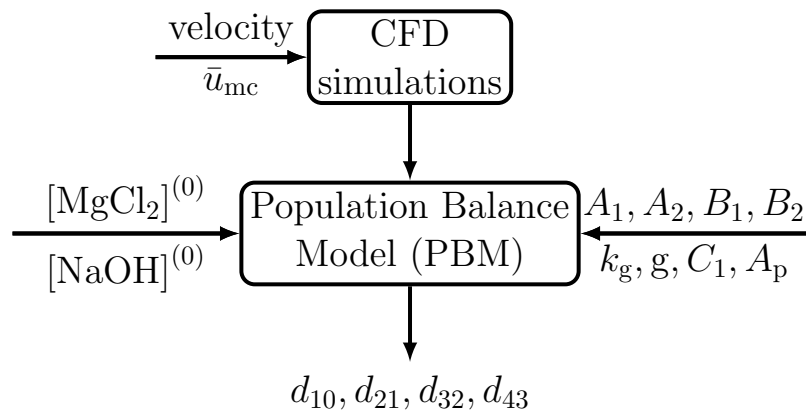 velocity
ū_mc
CFD
simulations
[MgCl₂]⁽⁰⁾
[NaOH]⁽⁰⁾
Population Balance
Model (PBM)
A₁, A₂, B₁, B₂
k_g, g, C₁, A_p
d₁₀, d₂₁, d₃₂, d₄₃